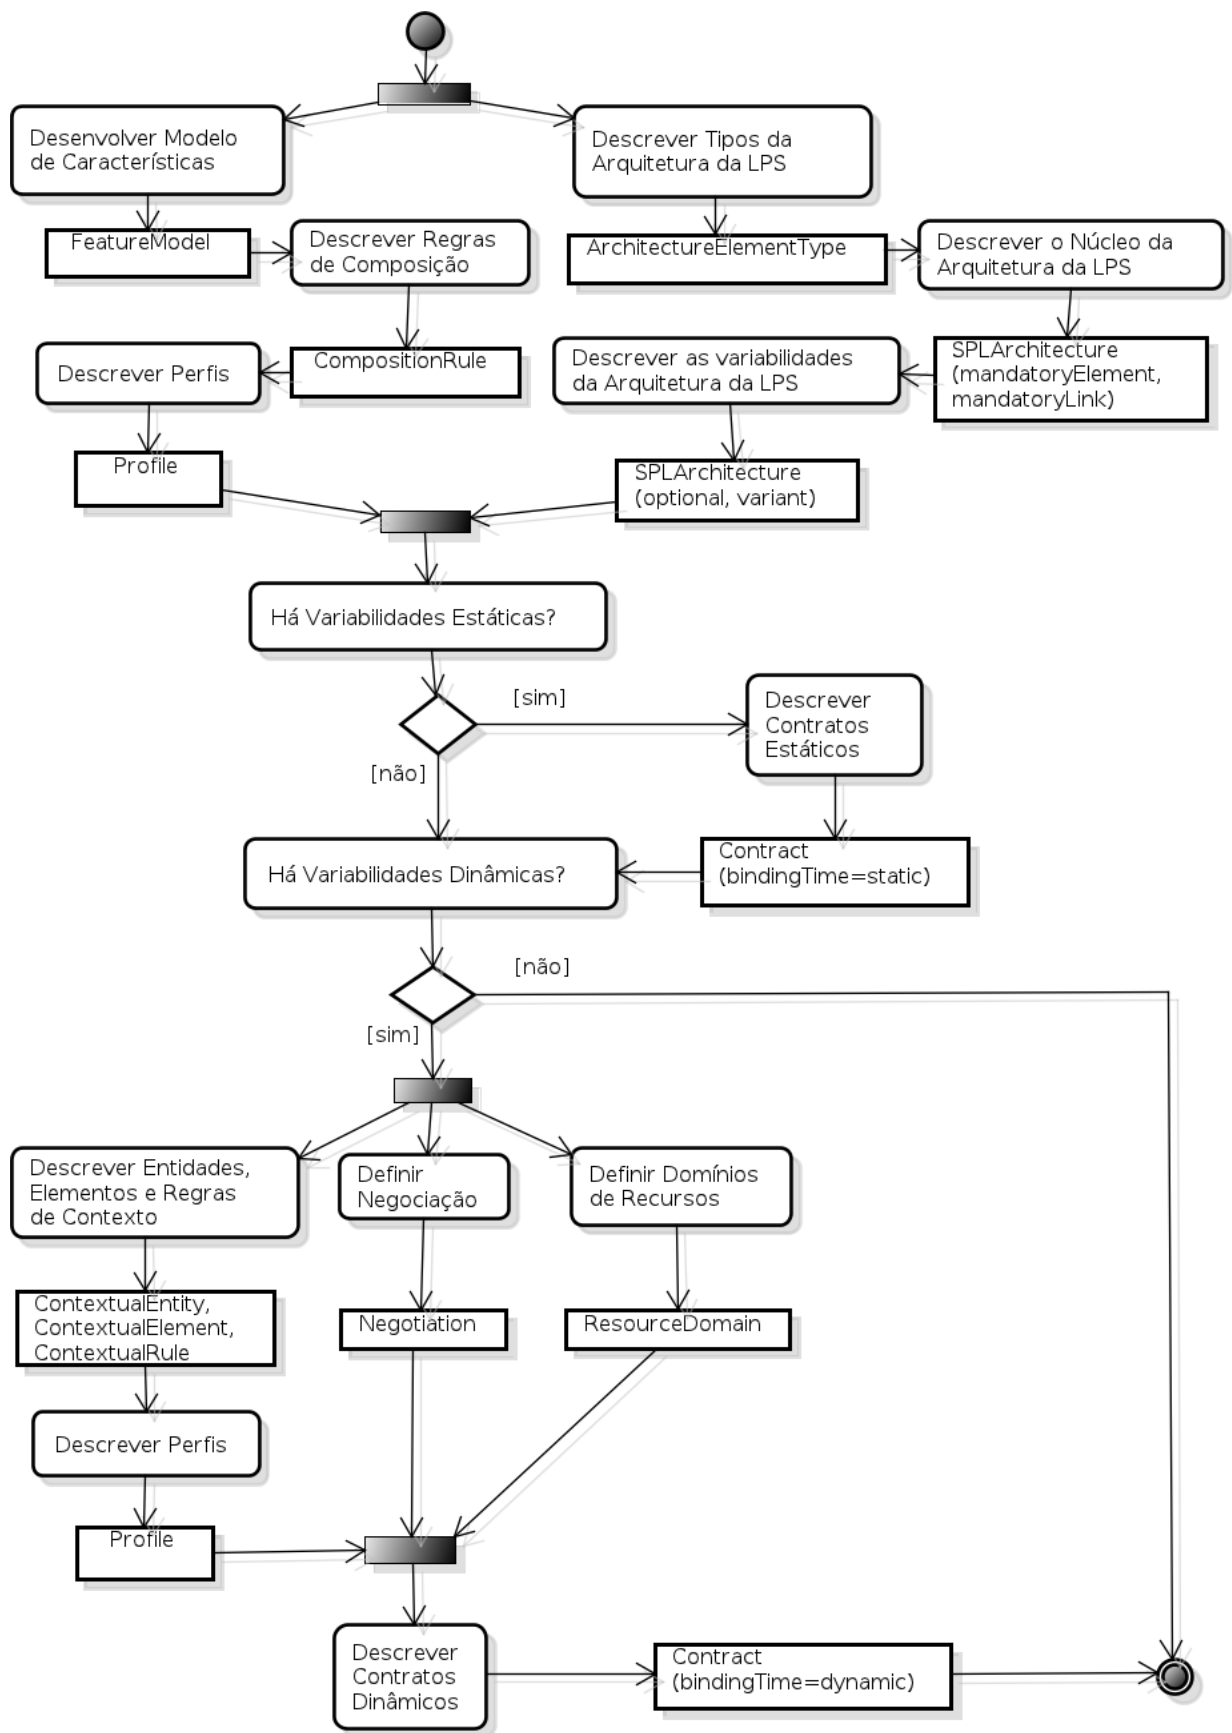 Desenvolver Modelo
de Características
Descrever Tipos da
Arquitetura da LPS
FeatureModel
Descrever Regras
de Composição
ArchitectureElementType
Descrever o Núcleo da
Arquitetura da LPS
Descrever Perfis
CompositionRule
Descrever as variabilidades
da Arquitetura da LPS
SPLArchitecture
(mandatoryElement,
mandatoryLink)
Profile
SPLArchitecture
(optional, variant)
Há Variabilidades Estáticas?
[sim]
Descrever
Contratos
Estáticos
[não]
Há Variabilidades Dinâmicas?
Contract
(bindingTime=static)
[não]
[sim]
Descrever Entidades,
Elementos e Regras
de Contexto
Definir
Negociação
Definir Domínios
de Recursos
ContextualEntity,
ContextualElement,
ContextualRule
Negotiation
ResourceDomain
Descrever Perfis
Profile
Descrever
Contratos
Dinâmicos
Contract
(bindingTime=dynamic)